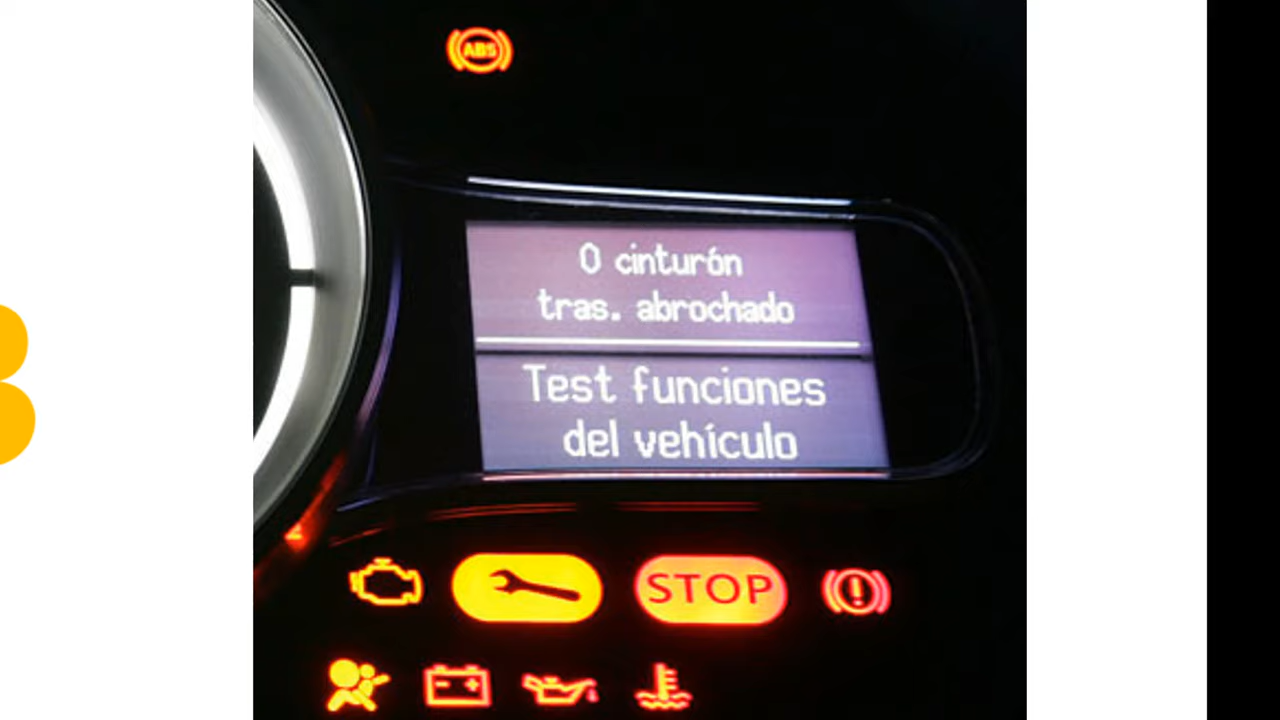 ABS
0 cinturón
tras. abrochado
Test funciones
del vehículo
STOP